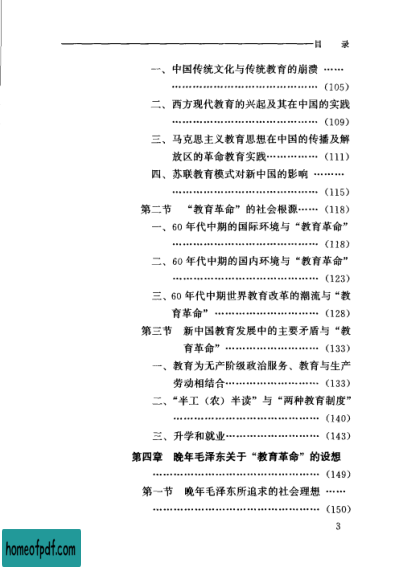 目 录
一、中国传统文化与传统教育的崩溃 ……
…………………………………… (105)
二、西方现代教育的兴起及其在中国的实践
…………………………………… (109)
三、马克思主义教育思想在中国的传播及解
放区的革命教育实践…………… (111)
四、苏联教育模式对新中国的影响 ………
…………………………………… (115)
第二节 “教育革命”的社会根源…… (118)
一、60年代中期的国际环境与“教育革命”
…………………………………… (118)
二、60年代中期的国内环境与“教育革命”
…………………………………… (123)
三、60年代中期世界教育改革的潮流与“教
育革命” ………………………… (128)
第三节 新中国教育发展中的主要矛盾与“教
育革命”……………………… (133)
一、教育为无产阶级政治服务、教育与生产
劳动相结合……………………… (133)
二、“半工(农)半读”与“两种教育制度”
…………………………………… (140)
三、升学和就业……………………… (143)
第四章 晚年毛泽东关于“教育革命”的设想
………………………………………… (149)
第一节 晚年毛泽东所追求的社会理想 ……
………………………………………… (150)
3
homeofpdf.com